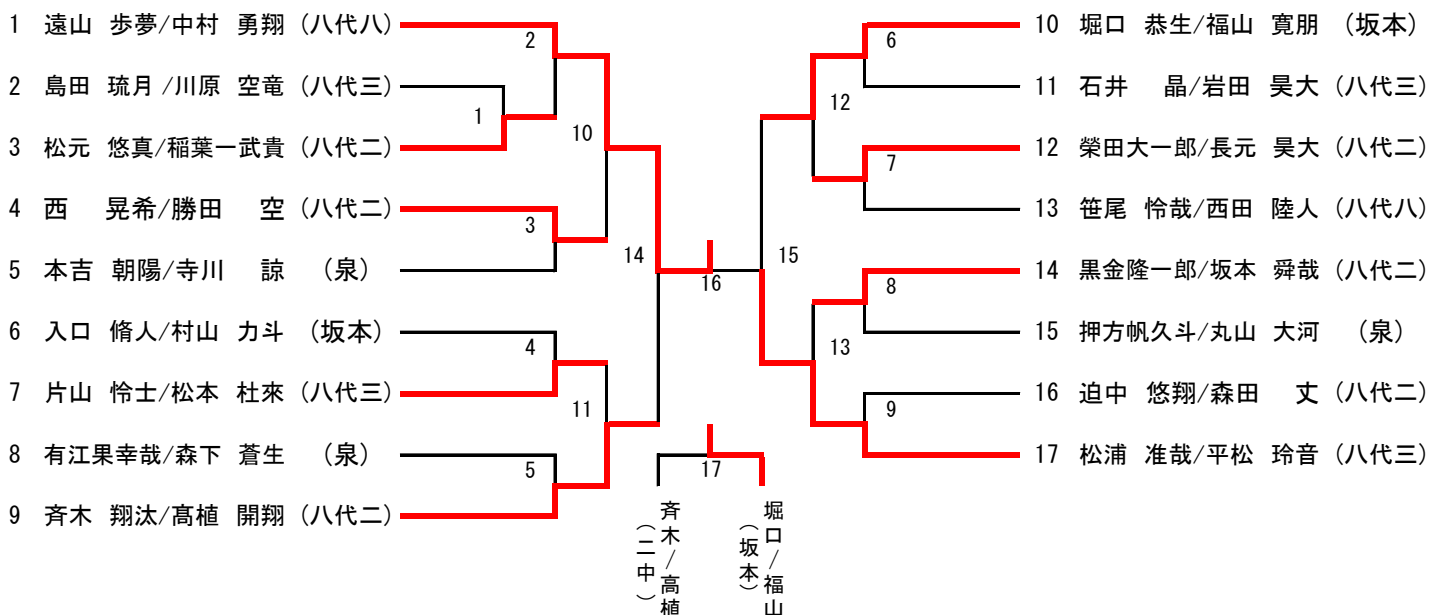 1 遠山 歩夢/中村 勇翔 (八代八)
2 島田 琉月 /川原 空竜 (八代三)
3 松元 悠真/稲葉一武貴 (八代二)
4 西 晃希/勝田 空 (八代二)
5 本吉 朝陽/寺川 諒 (泉)
6 入口 脩人/村山 力斗 (坂本)
7 片山 怜士/松本 杜來 (八代三)
8 有江果幸哉/森下 蒼生 (泉)
9 斉木 翔汰/髙植 開翔 (八代二)
1
2
3
4
5
10
11
14
16
17
斉木/高植
(二中)
堀口/福山
(坂本)
15
12
13
6
7
8
9
10 堀口 恭生/福山 寛朋 (坂本)
11 石井 晶/岩田 昊大 (八代三)
12 榮田大一郎/長元 昊大 (八代二)
13 笹尾 怜哉/西田 陸人 (八代八)
14 黒金隆一郎/坂本 舜哉 (八代二)
15 押方帆久斗/丸山 大河 (泉)
16 迫中 悠翔/森田 丈 (八代二)
17 松浦 准哉/平松 玲音 (八代三)